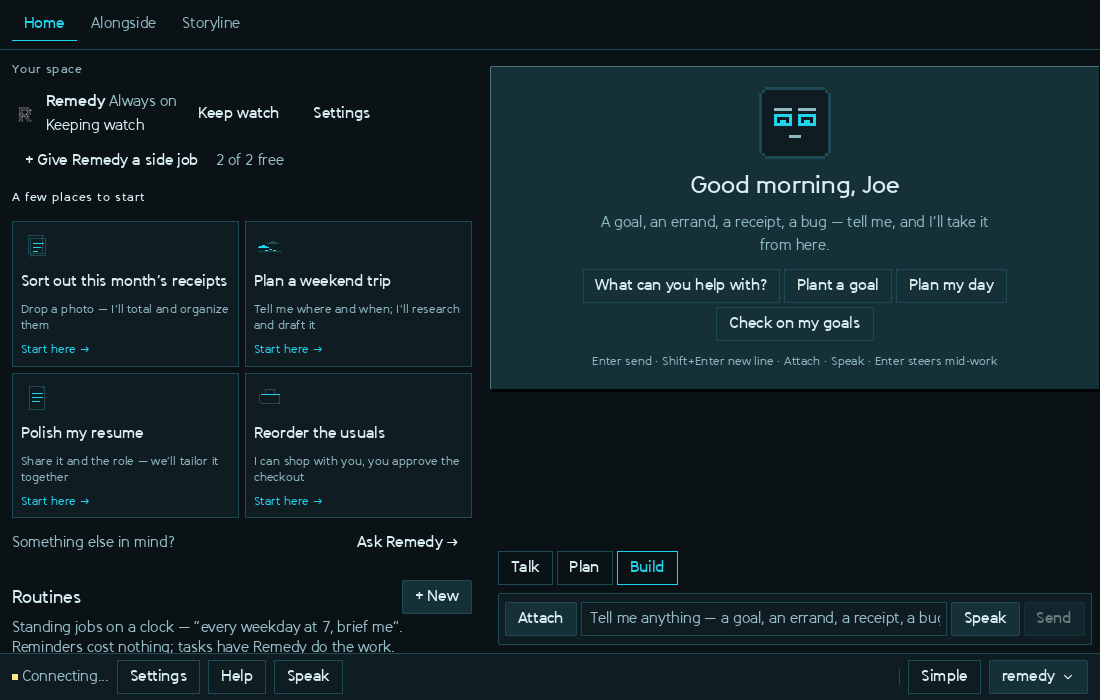 Home Alongside Storyline
Your space
Remedy Always on
Keeping watch
Keep watch
Settings
+ Give Remedy a side job 2 of 2 free
A few places to start
Sort out this month's receipts
Drop a photo — I'll total and organize
them
Start here →
Plan a weekend trip
Tell me where and when; I'll research
and draft it
Start here →
Polish my resume
Share it and the role — we'll tailor it
together
Start here →
Reorder the usuals
I can shop with you, you approve the
checkout
Start here →
Something else in mind? Ask Remedy →
Routines + New
Standing jobs on a clock — "every weekday at 7, brief me".
Reminders cost nothing; tasks have Remedy do the work.
Good morning, Joe
A goal, an errand, a receipt, a bug — tell me, and I'll take it
from here.
What can you help with? Plant a goal Plan my day
Check on my goals
Enter send · Shift+Enter new line · Attach · Speak · Enter steers mid-work
Talk Plan Build
Attach Tell me anything — a goal, an errand, a receipt, a bug Speak Send
Connecting... Settings Help Speak Simple remedy